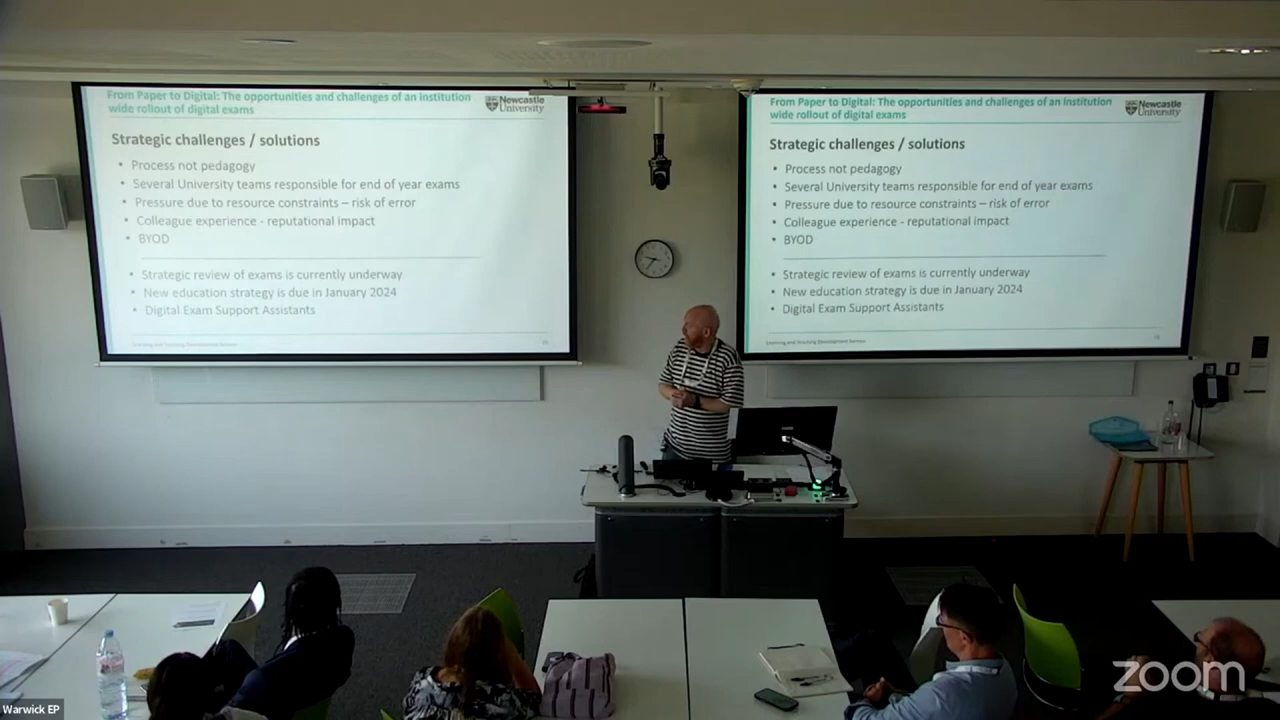 From Paper to Digital: The opportunities and challenges of an institution
wide rollout of digital exams
Newcastle
University
Strategic challenges / solutions
• Process not pedagogy
• Several University teams responsible for end of year exams
• Pressure due to resource constraints – risk of error
• Colleague experience - reputational impact
• BYOD
• Strategic review of exams is currently underway
• New education strategy is due in January 2024
• Digital Exam Support Assistants
Learning and Teaching Development Service
From Paper to Digital: The opportunities and challenges of an institution
wide rollout of digital exams
Newcastle
University
Strategic challenges / solutions
• Process not pedagogy
• Several University teams responsible for end of year exams
• Pressure due to resource constraints – risk of error
• Colleague experience - reputational impact
• BYOD
• Strategic review of exams is currently underway
• New education strategy is due in January 2024
• Digital Exam Support Assistants
Learning and Teaching Development Service
zoom
Warwick EP